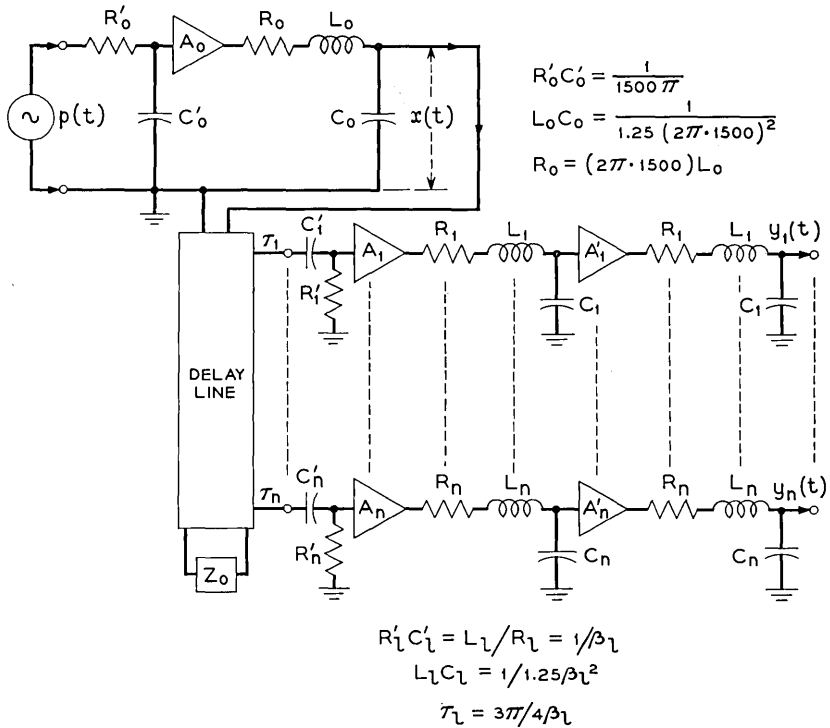 R'₀ A₀ R₀ L₀
p(t) C'₀ C₀ x(t)
R'₀C'₀ = 1/1500π
L₀C₀ = 1/1.25 (2π·1500)²
R₀ = (2π·1500)L₀
τ₁ C'₁ A₁ R₁ L₁ A'₁ R₁ L₁ y₁(t)
R'₁ C₁ C₁
DELAY
LINE
τₙ C'ₙ Aₙ Rₙ Lₙ A'ₙ Rₙ Lₙ yₙ(t)
R'ₙ Cₙ Cₙ
Z₀
R'ₗC'ₗ = Lₗ/Rₗ = 1/βₗ
LₗCₗ = 1/1.25βₗ²
τₗ = 3π/4βₗ